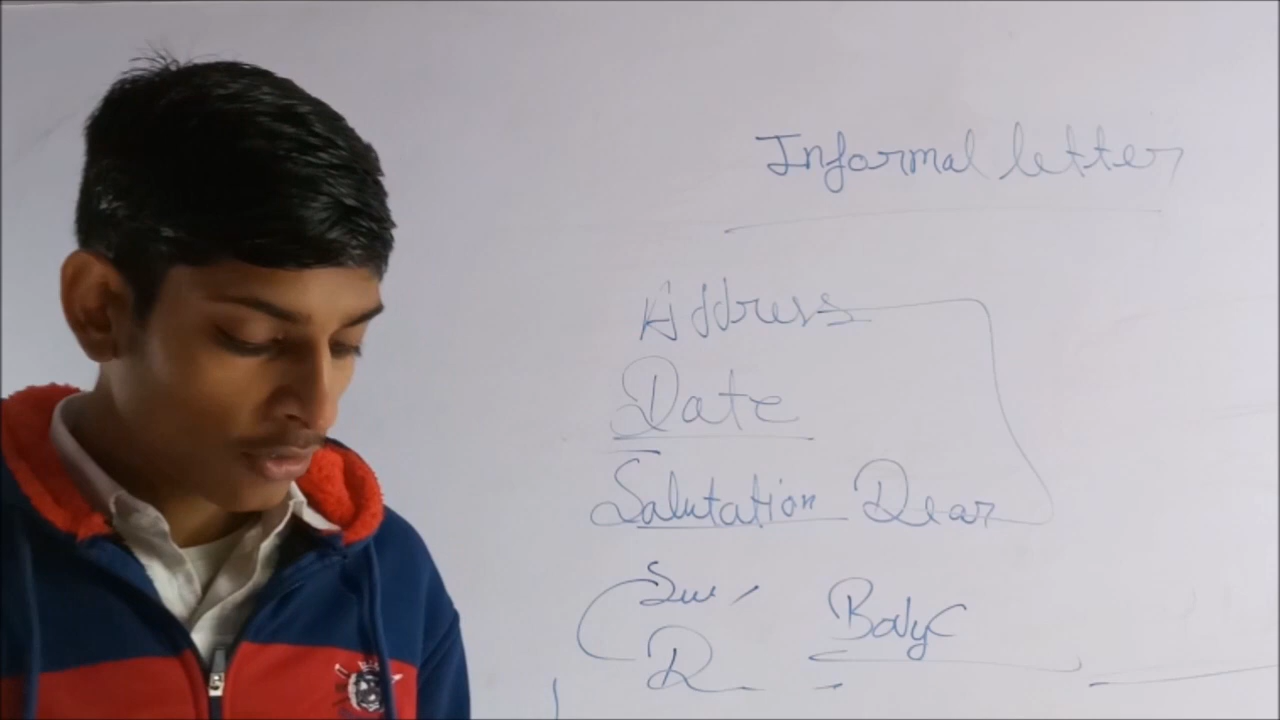 Informal letter
Address
Date
Salutation Dear
Body